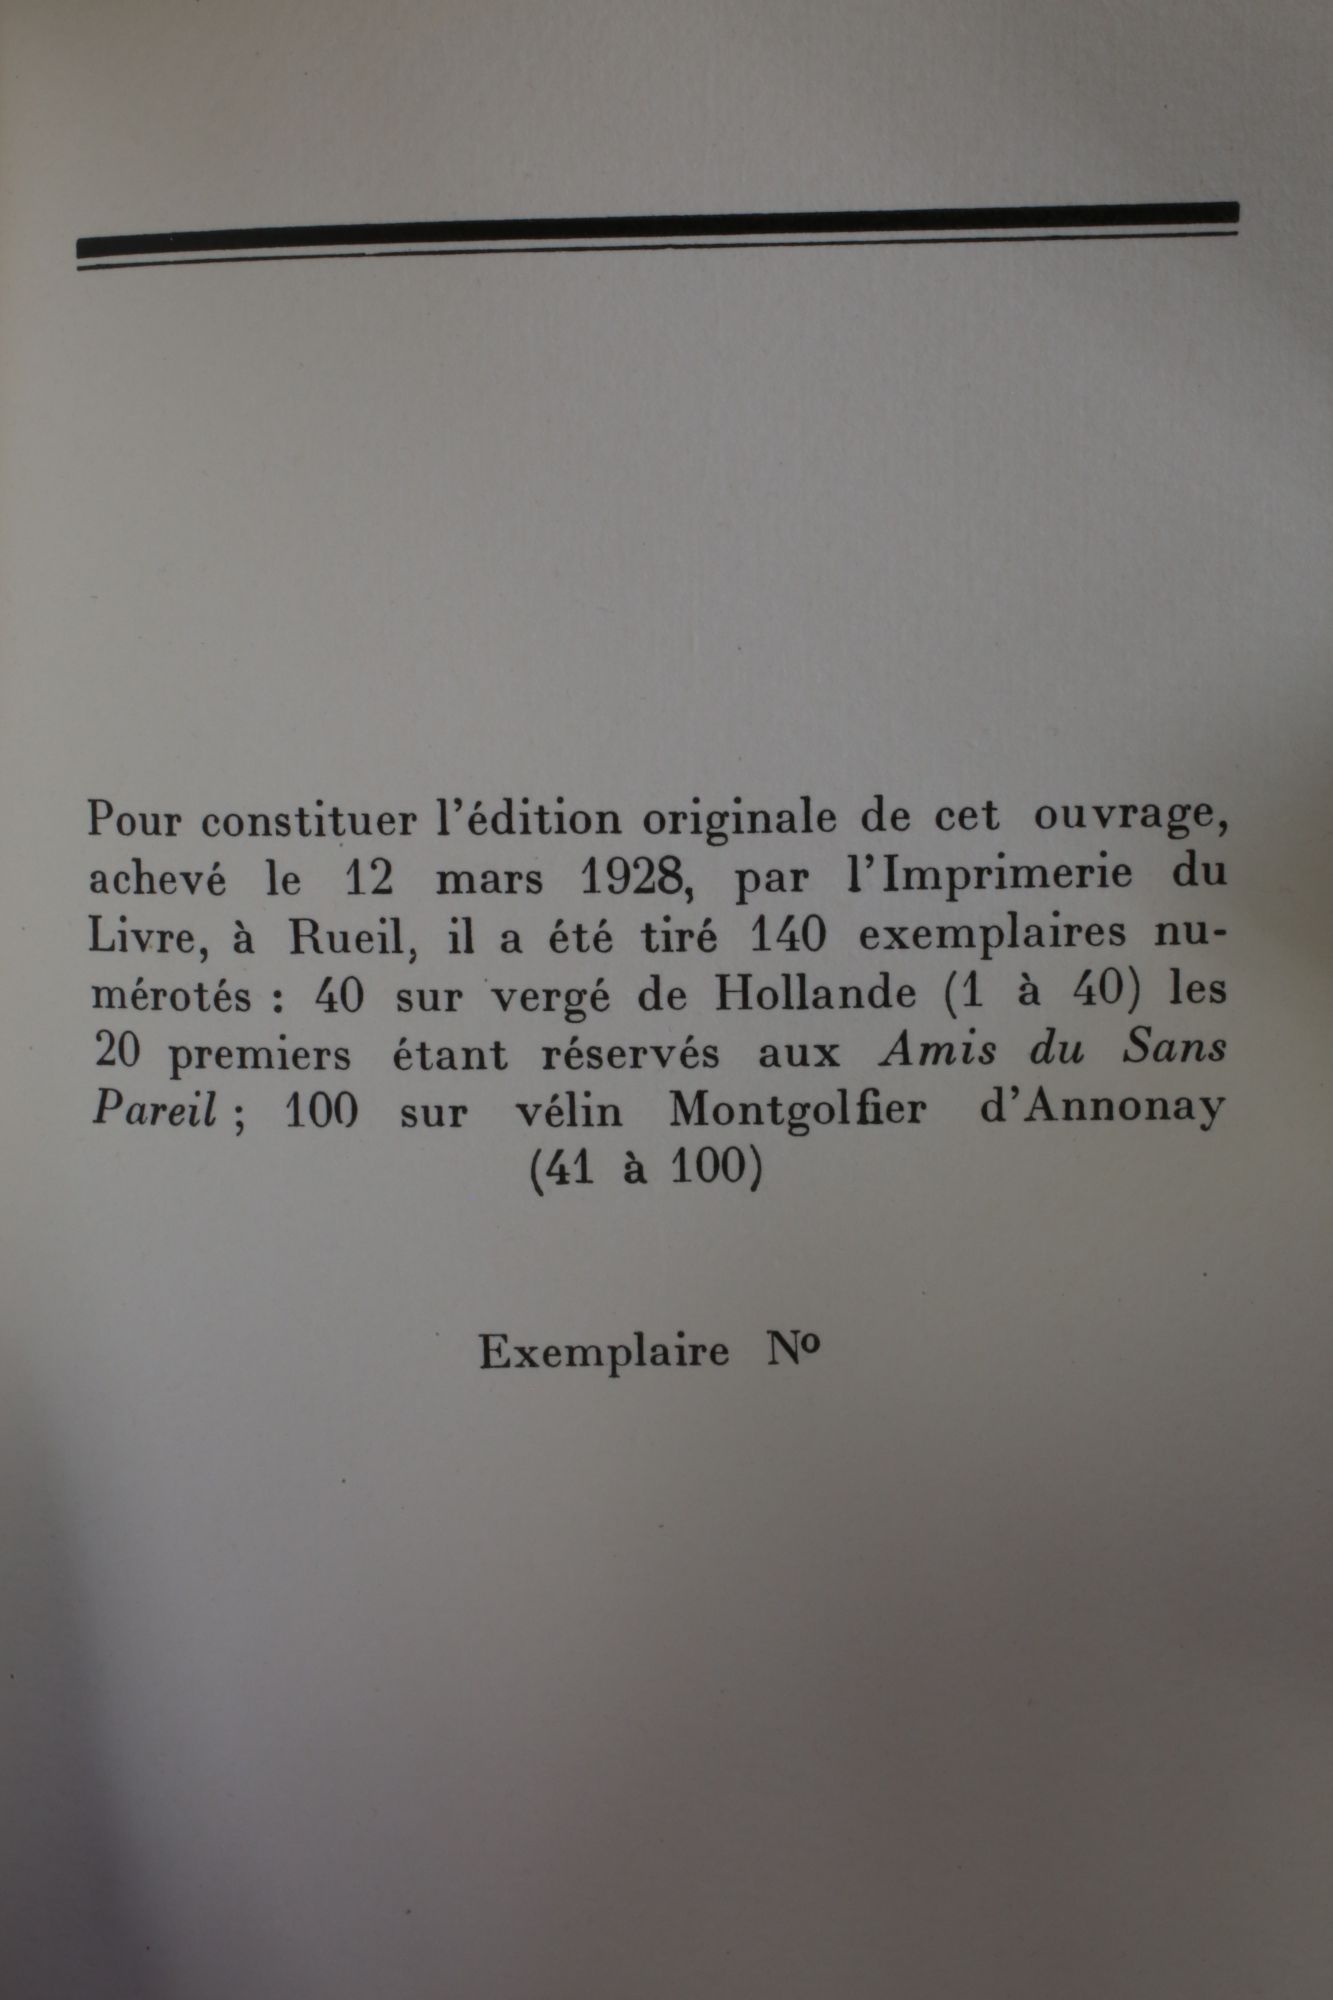 Pour constituer l'édition originale de cet ouvrage,
achevé le 12 mars 1928, par l'Imprimerie du
Livre, à Rueil, il a été tiré 140 exemplaires nu-
mérotés : 40 sur vergé de Hollande (1 à 40) les
20 premiers étant réservés aux Amis du Sans
Pareil ; 100 sur vélin Montgolfier d'Annonay
(41 à 100)
Exemplaire Nº